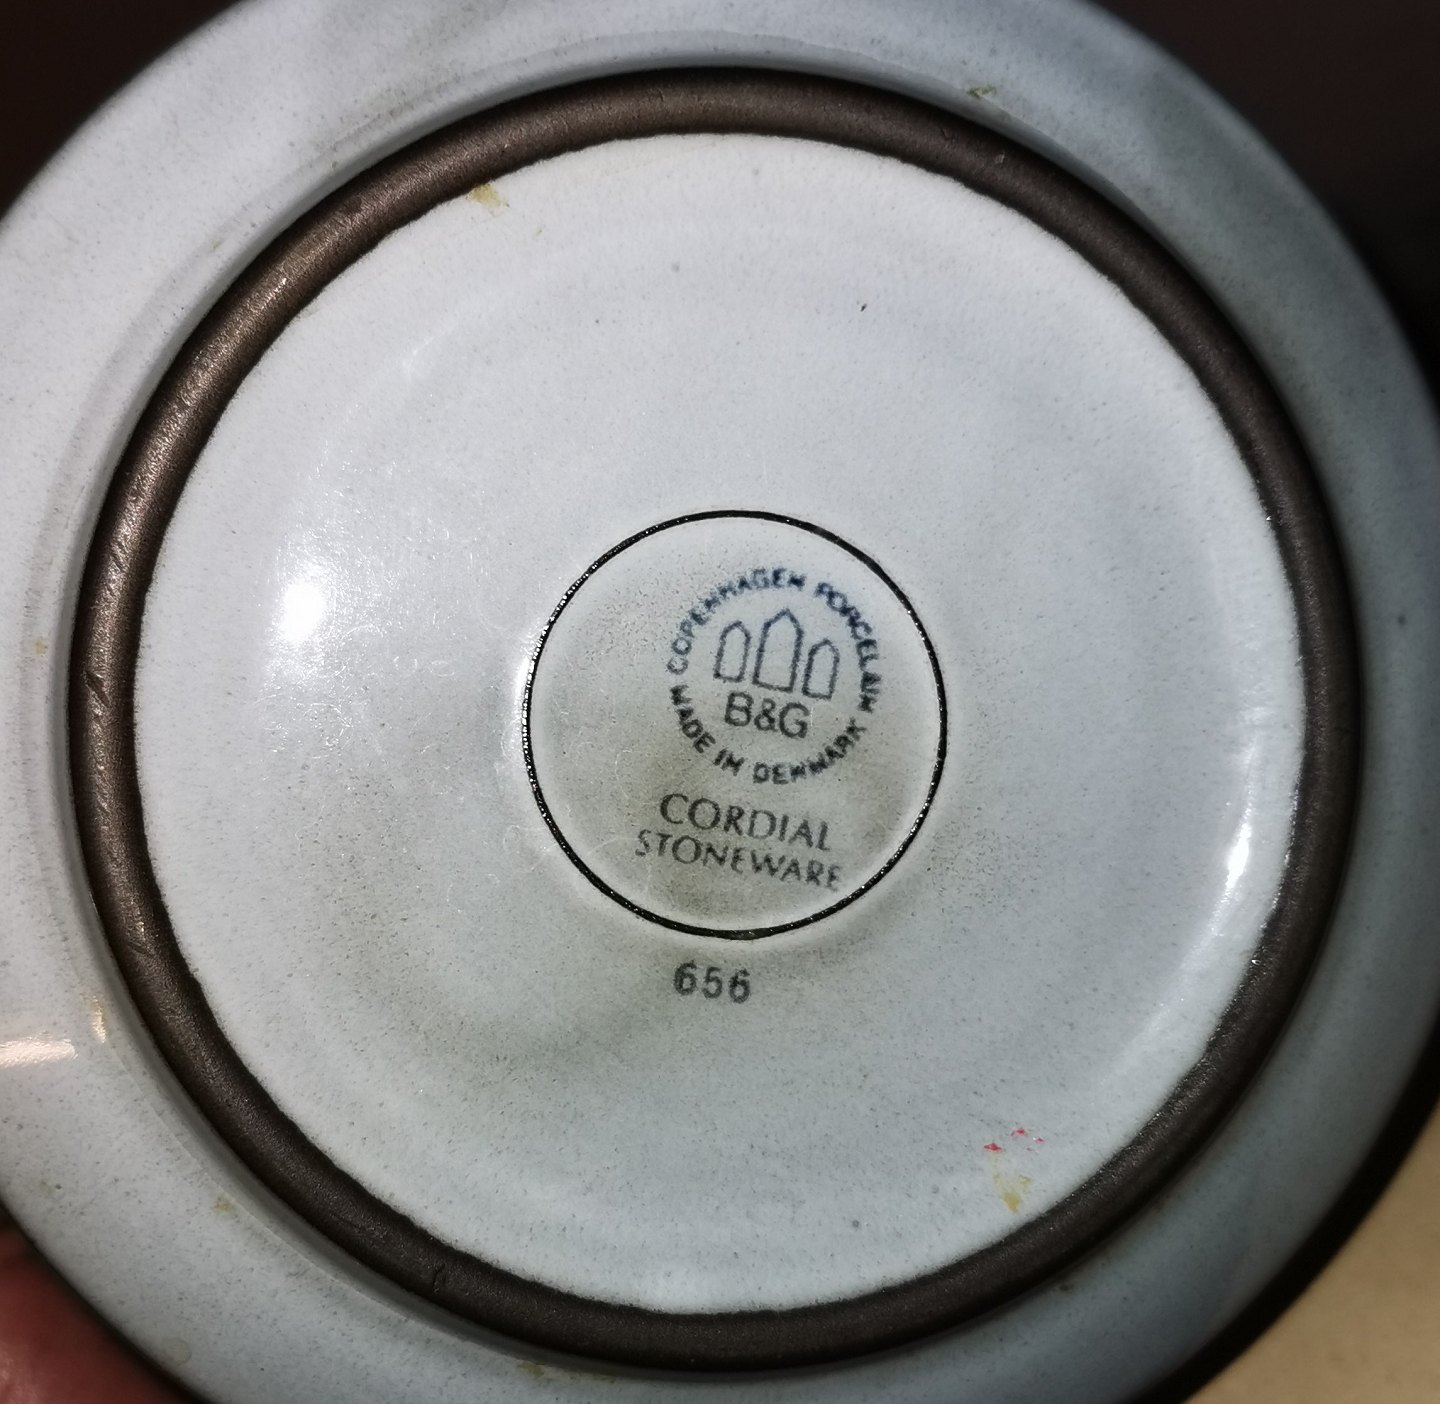 COPENHAGEN PORCELAIN
B&G
MADE IN DENMARK
CORDIAL
STONEWARE
656